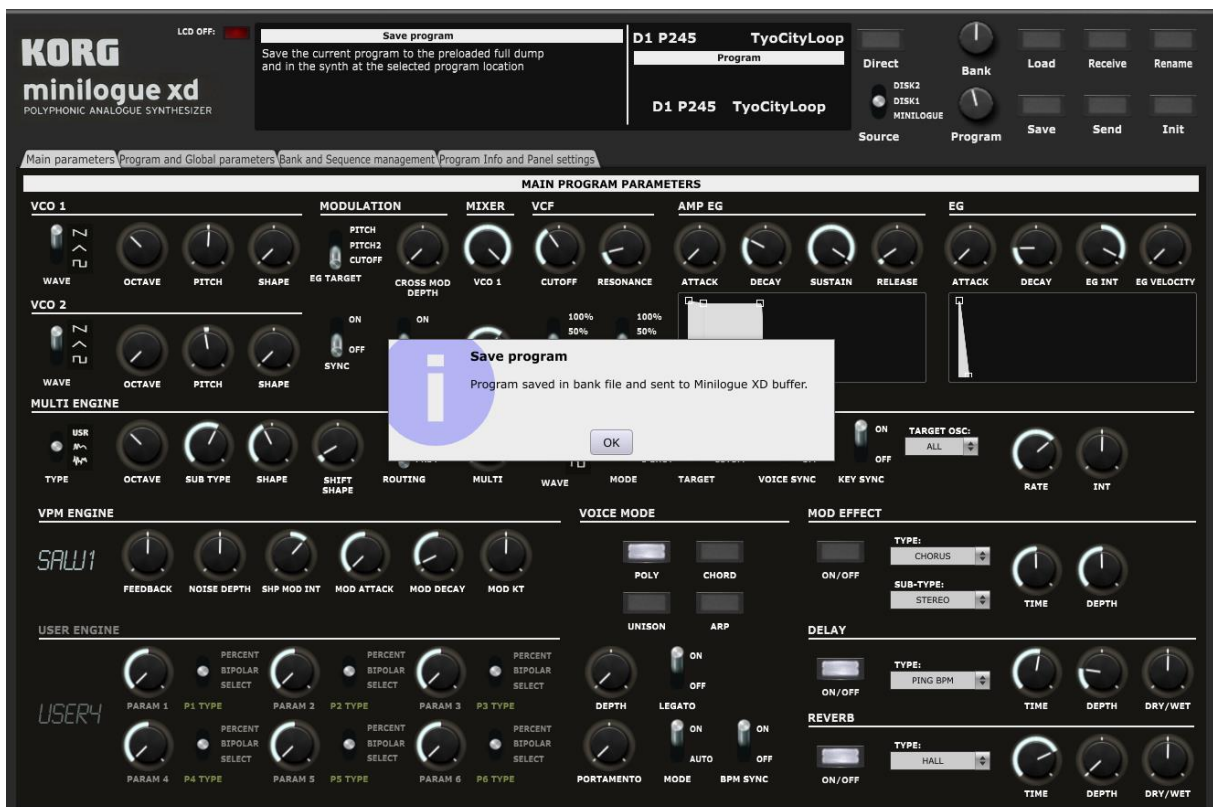 KORG
minilogue xd
POLYPHONIC ANALOGUE SYNTHESIZER
LCD OFF:
Save program
Save the current program to the preloaded full dump
and in the synth at the selected program location
D1 P245 TyoCityLoop
Program
D1 P245 TyoCityLoop
Direct
DISK2
DISK1
MINILOGUE
Source
Bank
Program
Load
Receive
Rename
Save
Send
Init
Main parameters
Program and Global parameters
Bank and Sequence management
Program Info and Panel settings
MAIN PROGRAM PARAMETERS
VCO 1
WAVE
OCTAVE
PITCH
SHAPE
MODULATION
PITCH
PITCH2
CUTOFF
EG TARGET
CROSS MOD
DEPTH
MIXER
VCO 1
VCF
CUTOFF
RESONANCE
AMP EG
ATTACK
DECAY
SUSTAIN
RELEASE
EG
ATTACK
DECAY
EG INT
EG VELOCITY
VCO 2
WAVE
OCTAVE
PITCH
SHAPE
ON
OFF
SYNC
ON
100%
50%
100%
50%
Save program
Program saved in bank file and sent to Minilogue XD buffer.
OK
MULTI ENGINE
USR
TYPE
OCTAVE
SUB TYPE
SHAPE
SHIFT
SHAPE
ROUTING
MULTI
WAVE
MODE
TARGET
VOICE SYNC
KEY SYNC
ON
OFF
TARGET OSC:
ALL
RATE
INT
VPM ENGINE
SAW1
FEEDBACK
NOISE DEPTH
SHP MOD INT
MOD ATTACK
MOD DECAY
MOD KT
VOICE MODE
POLY
CHORD
UNISON
ARP
MOD EFFECT
ON/OFF
TYPE:
CHORUS
SUB-TYPE:
STEREO
TIME
DEPTH
USER ENGINE
USER4
PARAM 1
PERCENT
BIPOLAR
SELECT
P1 TYPE
PARAM 2
PERCENT
BIPOLAR
SELECT
P2 TYPE
PARAM 3
PERCENT
BIPOLAR
SELECT
P3 TYPE
PARAM 4
PERCENT
BIPOLAR
SELECT
P4 TYPE
PARAM 5
PERCENT
BIPOLAR
SELECT
P5 TYPE
PARAM 6
PERCENT
BIPOLAR
SELECT
P6 TYPE
DEPTH
ON
OFF
LEGATO
PORTAMENTO
ON
AUTO
MODE
ON
OFF
BPM SYNC
DELAY
ON/OFF
TYPE:
PING BPM
TIME
DEPTH
DRY/WET
REVERB
ON/OFF
TYPE:
HALL
TIME
DEPTH
DRY/WET